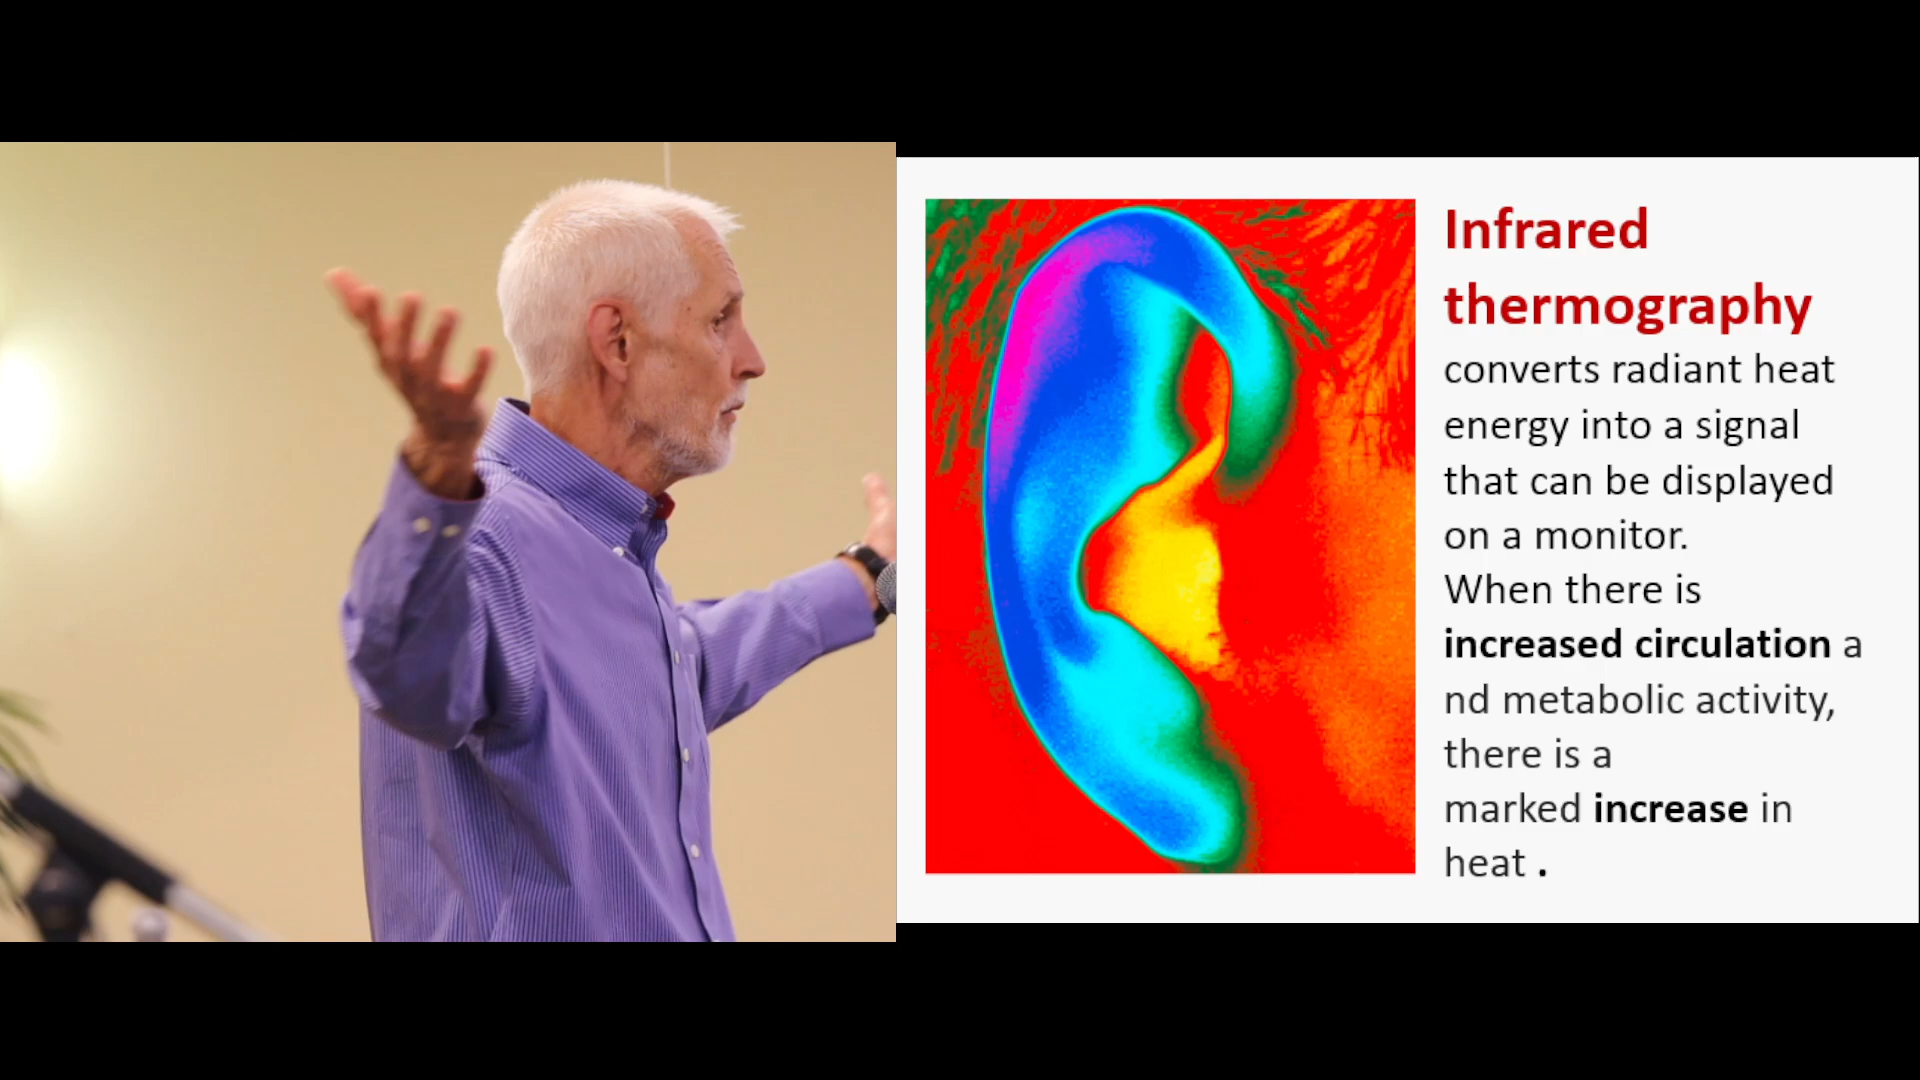 Infrared
thermography
converts radiant heat
energy into a signal
that can be displayed
on a monitor.
When there is
increased circulation a
nd metabolic activity,
there is a
marked increase in
heat .